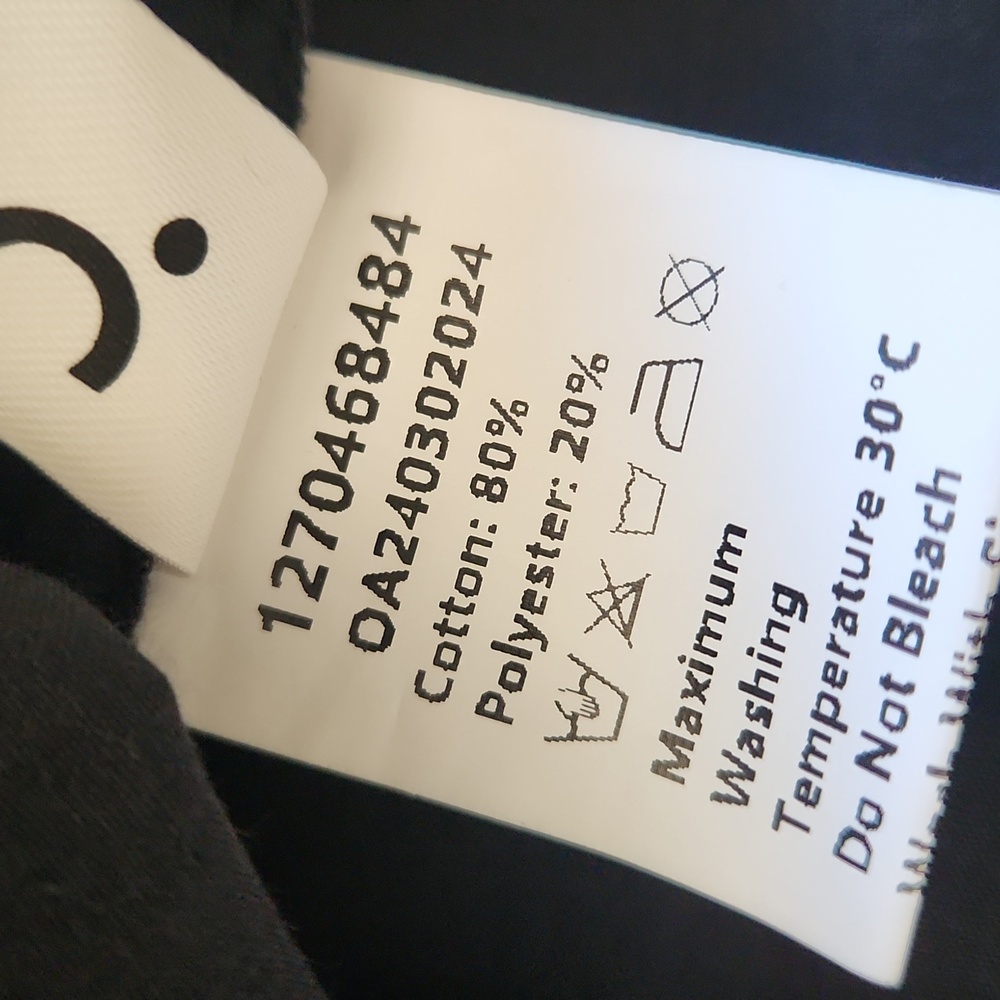 1270468484
OA240302024
Cotton: 80%
Polyester: 20%
Maximum
Washing
Temperature 30°C
Do Not Bleach